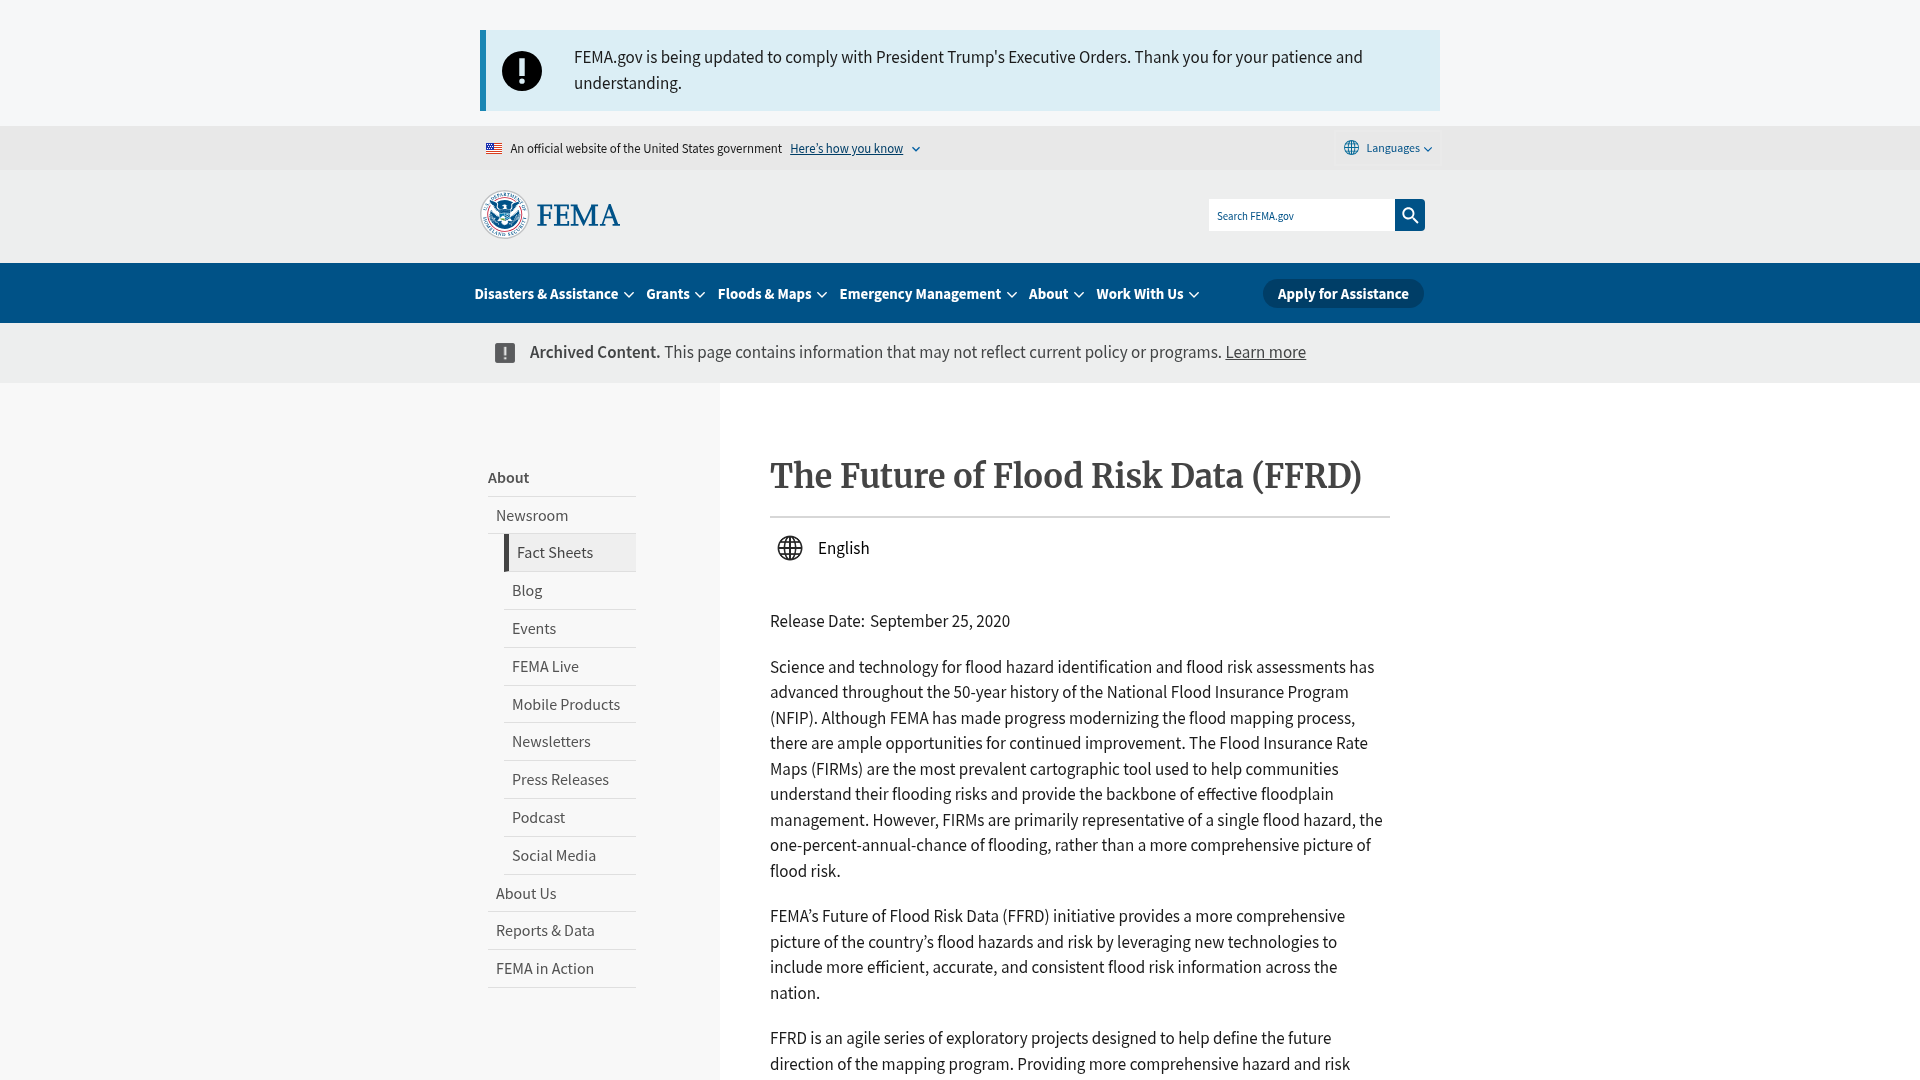 FEMA.gov is being updated to comply with President Trump's Executive Orders. Thank you for your patience and
understanding.
An official website of the United States government Here's how you know
Languages
FEMA
Search FEMA.gov
Disasters & Assistance Grants Floods & Maps Emergency Management About Work With Us Apply for Assistance
Archived Content. This page contains information that may not reflect current policy or programs. Learn more
About
Newsroom
Fact Sheets
Blog
Events
FEMA Live
Mobile Products
Newsletters
Press Releases
Podcast
Social Media
About Us
Reports & Data
FEMA in Action
The Future of Flood Risk Data (FFRD)
English
Release Date: September 25, 2020
Science and technology for flood hazard identification and flood risk assessments has
advanced throughout the 50-year history of the National Flood Insurance Program
(NFIP). Although FEMA has made progress modernizing the flood mapping process,
there are ample opportunities for continued improvement. The Flood Insurance Rate
Maps (FIRMs) are the most prevalent cartographic tool used to help communities
understand their flooding risks and provide the backbone of effective floodplain
management. However, FIRMs are primarily representative of a single flood hazard, the
one-percent-annual-chance of flooding, rather than a more comprehensive picture of
flood risk.
FEMA’s Future of Flood Risk Data (FFRD) initiative provides a more comprehensive
picture of the country’s flood hazards and risk by leveraging new technologies to
include more efficient, accurate, and consistent flood risk information across the
nation.
FFRD is an agile series of exploratory projects designed to help define the future
direction of the mapping program. Providing more comprehensive hazard and risk